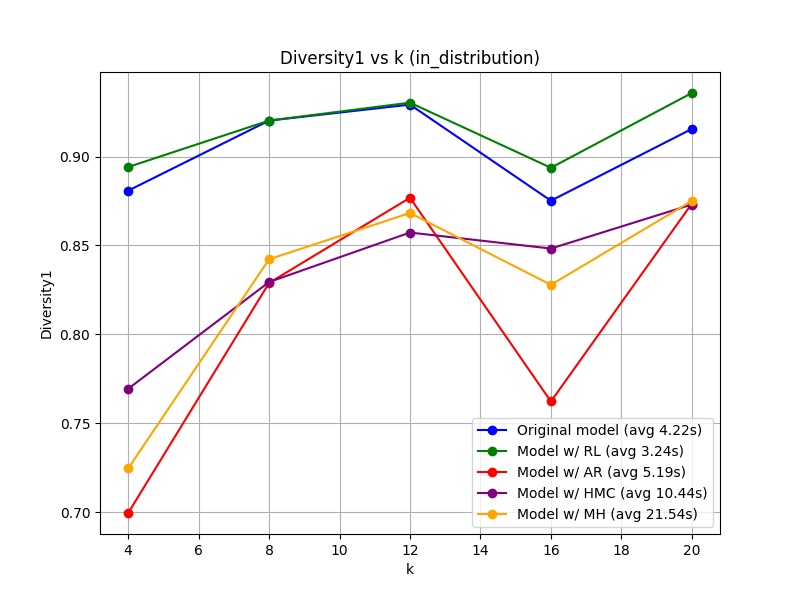 Diversity1 vs k (in_distribution)
Diversity1
0.90
0.85
0.80
0.75
0.70
4 6 8 10 12 14 16 18 20
k
Original model (avg 4.22s)
Model w/ RL (avg 3.24s)
Model w/ AR (avg 5.19s)
Model w/ HMC (avg 10.44s)
Model w/ MH (avg 21.54s)